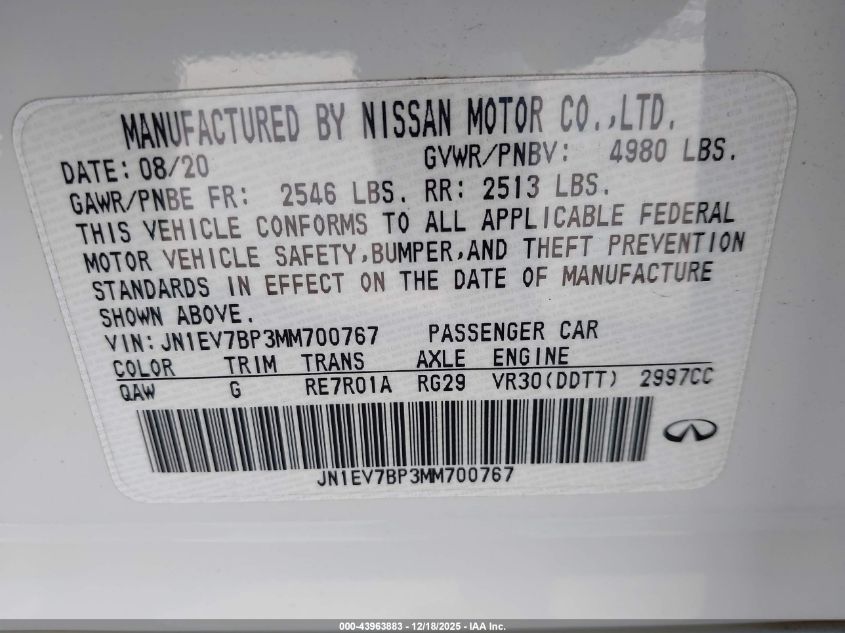 MANUFACTURED BY NISSAN MOTOR CO.,LTD.
DATE: 08/20 GVWR/PNBV: 4980 LBS.
GAWR/PNBE FR: 2546 LBS. RR: 2513 LBS.
THIS VEHICLE CONFORMS TO ALL APPLICABLE FEDERAL
MOTOR VEHICLE SAFETY,BUMPER,AND THEFT PREVENTION
STANDARDS IN EFFECT ON THE DATE OF MANUFACTURE
SHOWN ABOVE.
VIN:JN1EV7BP3MM700767 PASSENGER CAR
COLOR TRIM TRANS AXLE ENGINE
QAW G RE7R01A RG29 VR30(DDTT) 2997CC
JN1EV7BP3MM700767
000-43963883 - 12/18/2025 - IAA Inc.